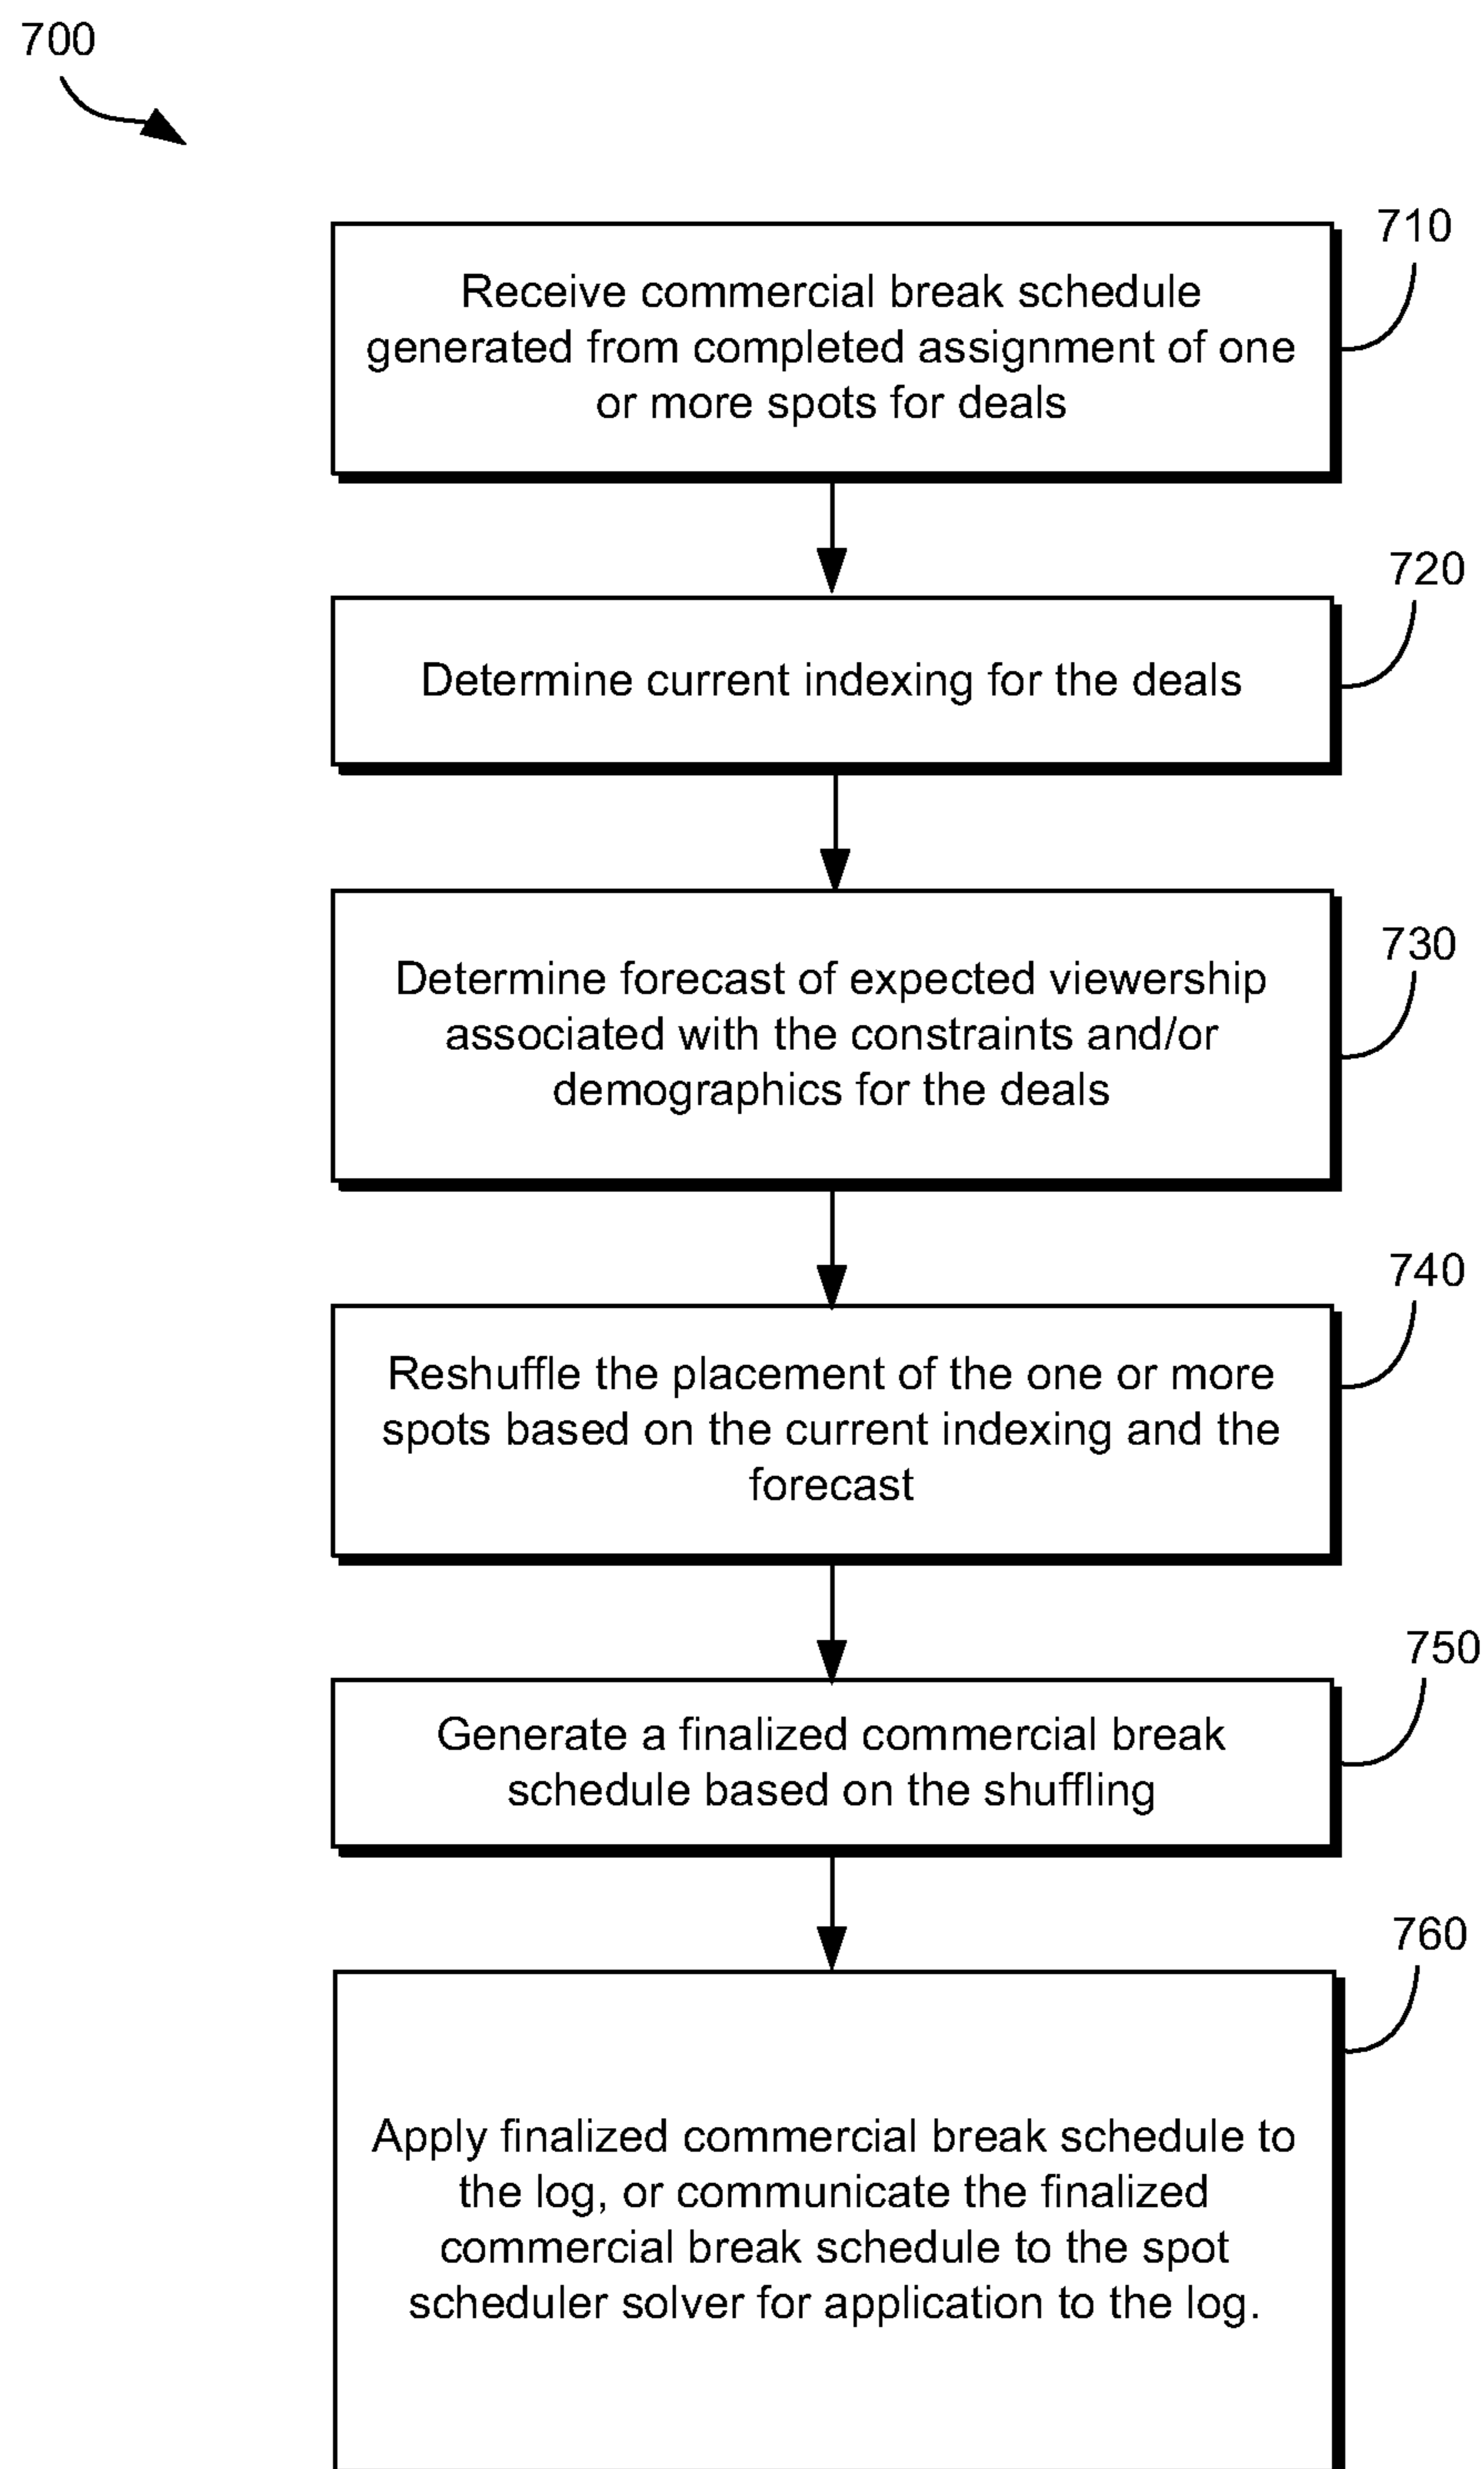 700
710
Receive commercial break schedule
generated from completed assignment of one
or more spots for deals
720
Determine current indexing for the deals
730
Determine forecast of expected viewership
associated with the constraints and/or
demographics for the deals
740
Reshuffle the placement of the one or more
spots based on the current indexing and the
forecast
750
Generate a finalized commercial break
schedule based on the shuffling
760
Apply finalized commercial break schedule to
the log, or communicate the finalized
commercial break schedule to the spot
scheduler solver for application to the log.